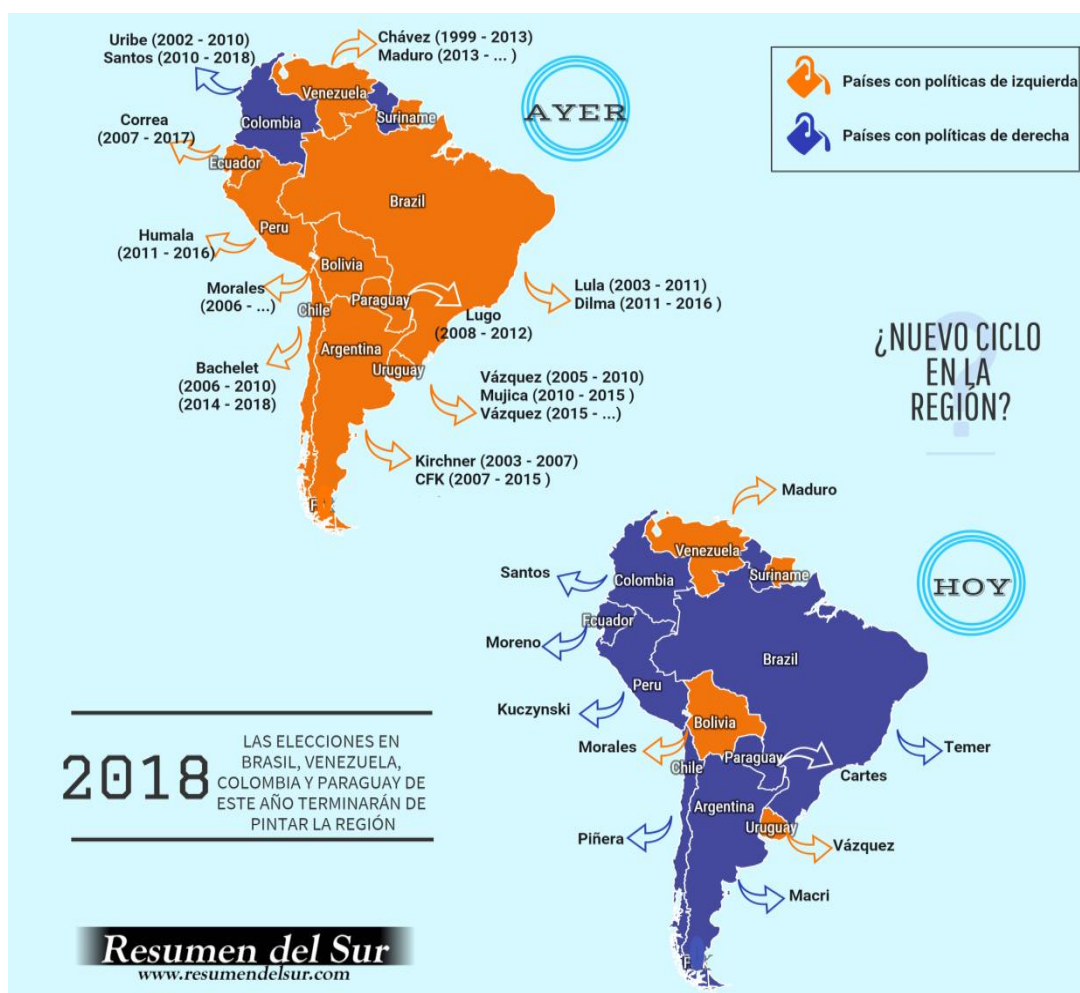 Uribe (2002 - 2010)
Santos (2010 - 2018)
Chávez (1999 - 2013)
Maduro (2013 - ... )
Venezuela
Suriname
Colombia
AYER
Países con políticas de izquierda
Países con políticas de derecha
Correa
(2007 - 2017)
Ecuador
Brazil
Peru
Humala
(2011 - 2016)
Bolivia
Morales
(2006 - ...)
Paraguay
Chile
Lugo
(2008 - 2012)
Lula (2003 - 2011)
Dilma (2011 - 2016 )
Argentina
Uruguay
Bachelet
(2006 - 2010)
(2014 - 2018)
Vázquez (2005 - 2010)
Mujica (2010 - 2015 )
Vázquez (2015 - ...)
Kirchner (2003 - 2007)
CFK (2007 - 2015 )
¿NUEVO CICLO
EN LA
REGIÓN?
?
Maduro
Venezuela
Suriname
Santos
Colombia
HOY
Ecuador
Moreno
Brazil
Peru
Kuczynski
Bolivia
Morales
Paraguay
Chile
Cartes
Temer
Argentina
Uruguay
Piñera
Vázquez
Macri
2018
LAS ELECCIONES EN
BRASIL, VENEZUELA,
COLOMBIA Y PARAGUAY DE
ESTE AÑO TERMINARÁN DE
PINTAR LA REGIÓN
Resumen del Sur
www.resumendelsur.com